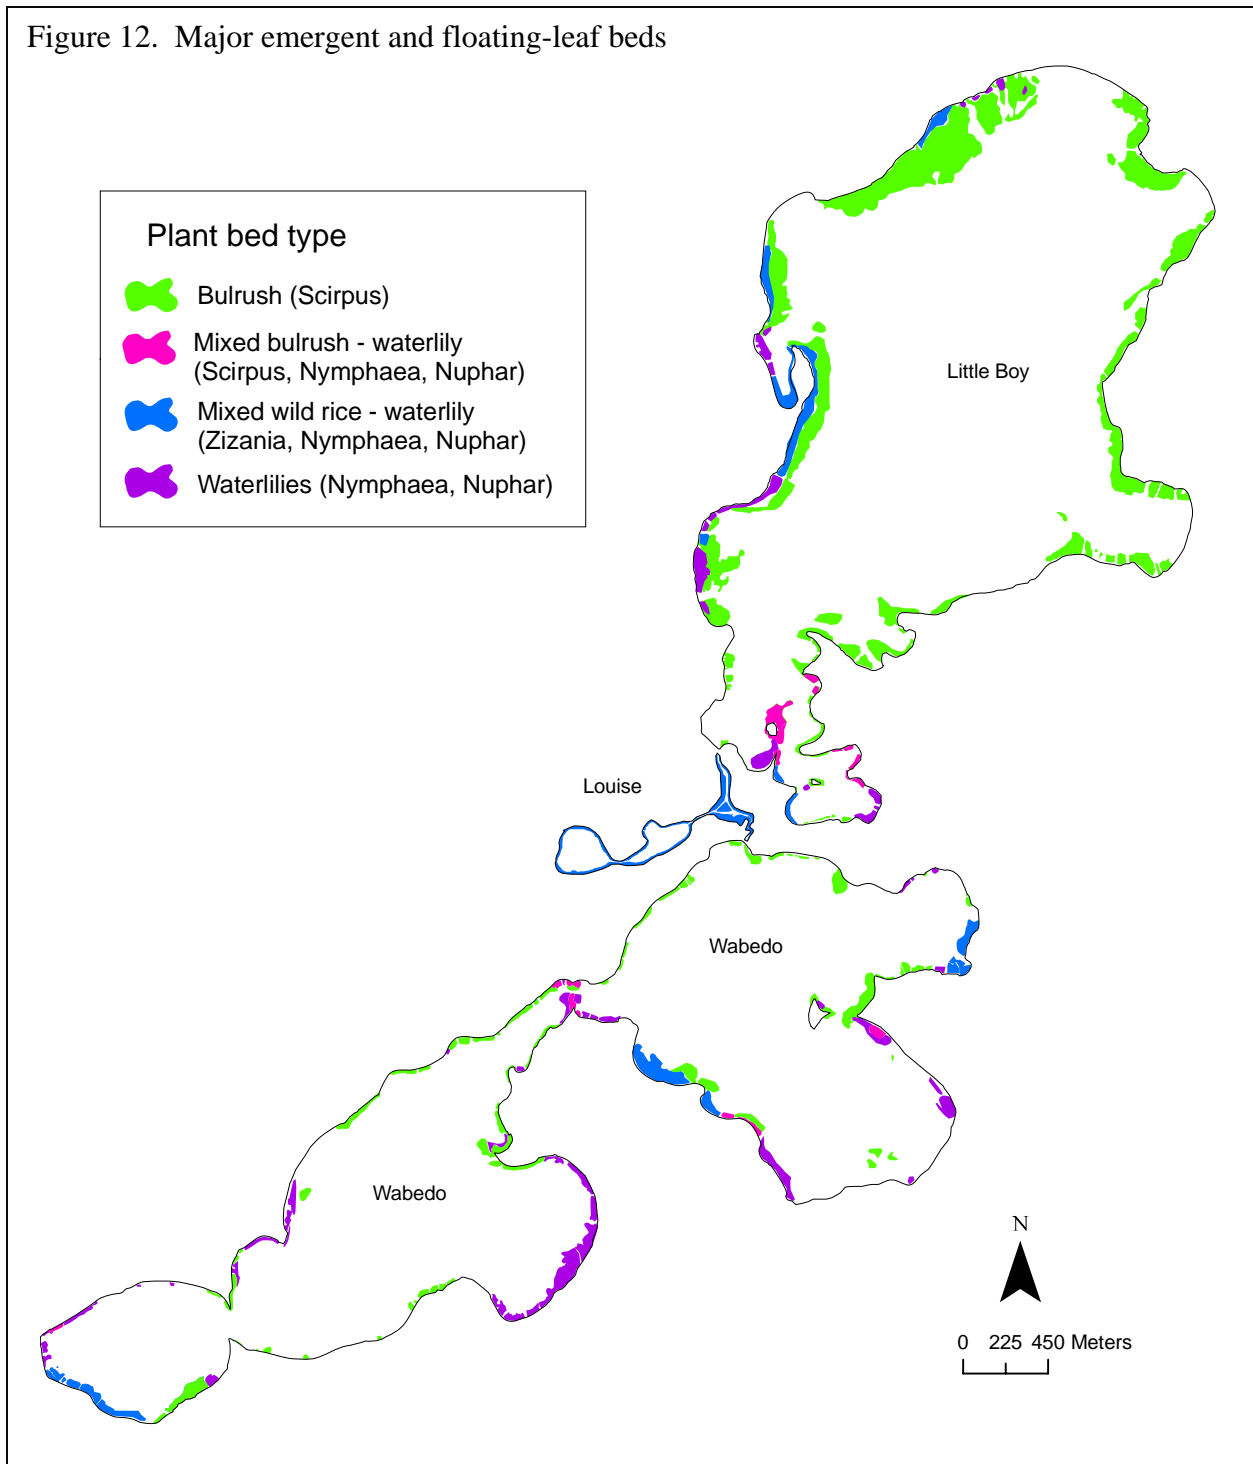 Figure 12.  Major emergent and floating-leaf beds
Plant bed type
Bulrush (Scirpus)
Mixed bulrush - waterlily
(Scirpus, Nymphaea, Nuphar)
Mixed wild rice - waterlily
(Zizania, Nymphaea, Nuphar)
Waterlilies (Nymphaea, Nuphar)
Little Boy
Louise
Wabedo
Wabedo
N
0 225 450 Meters